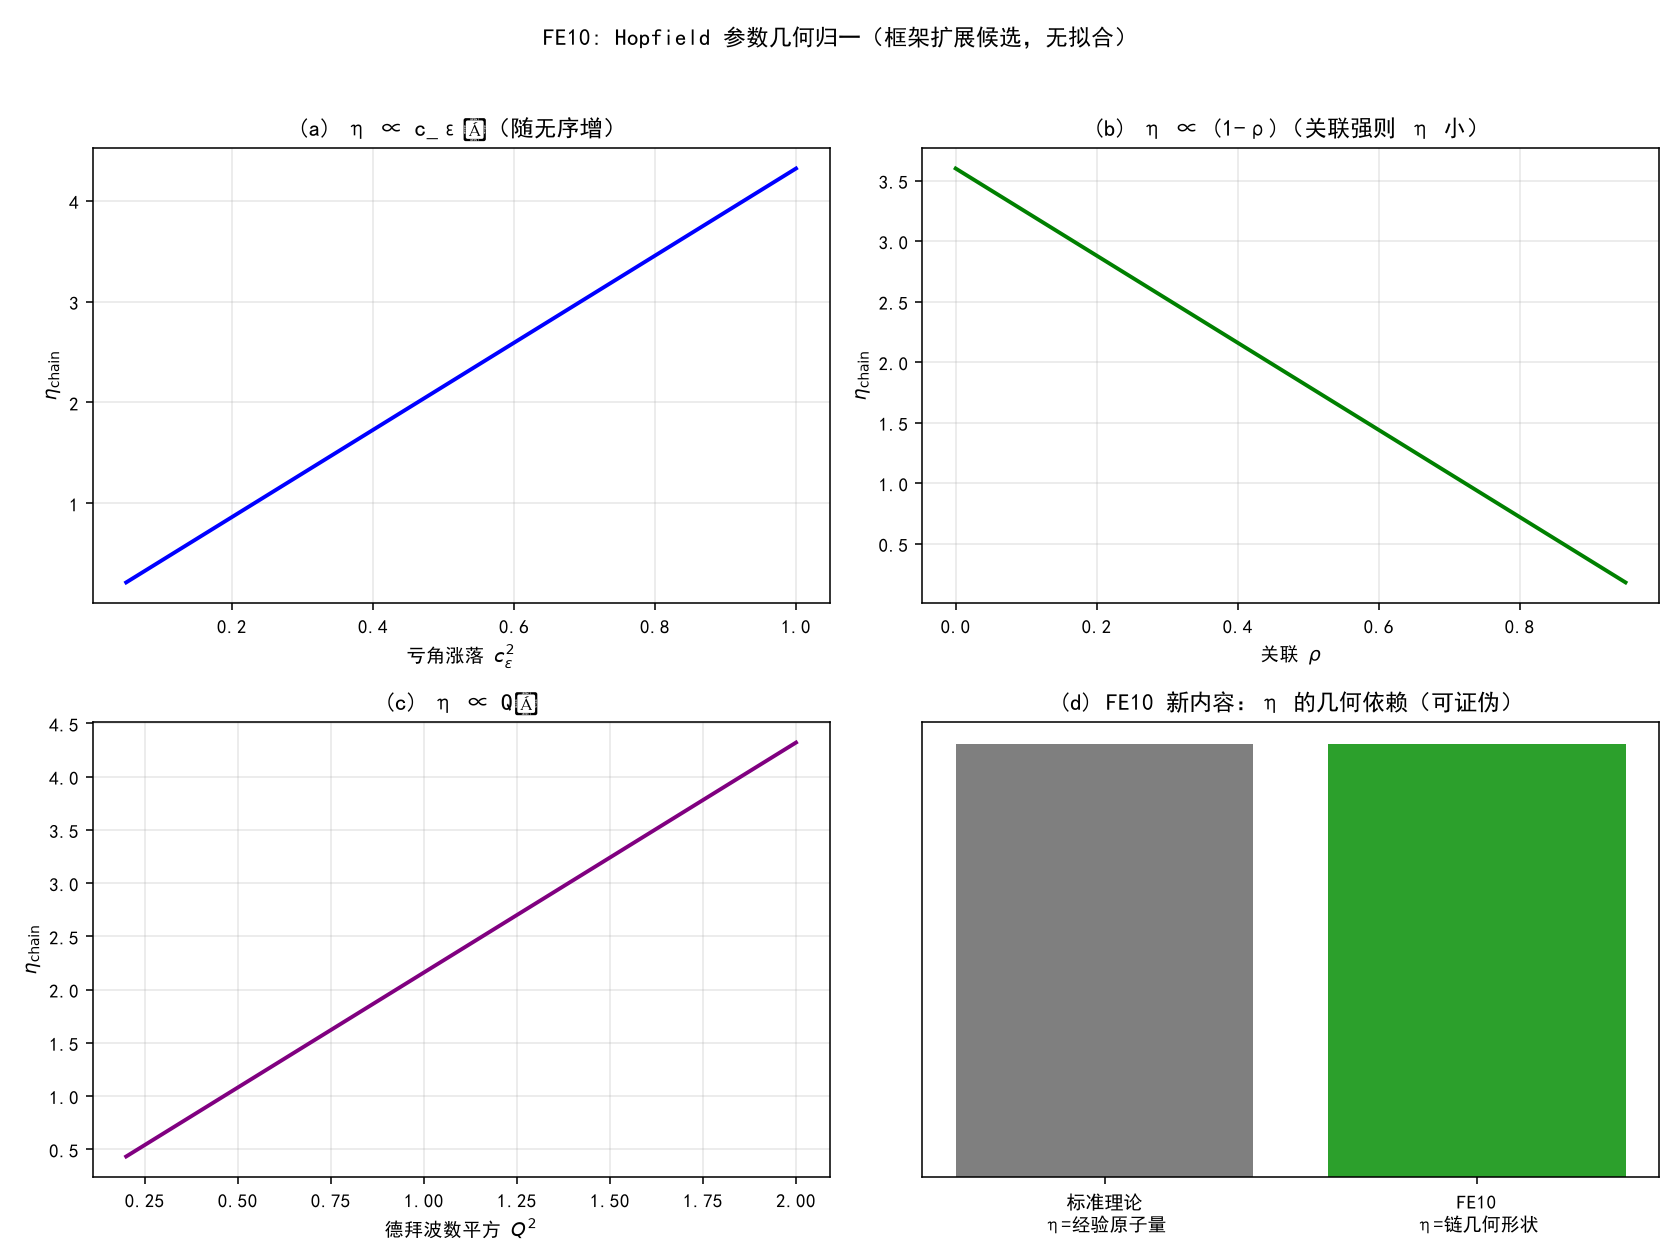 FE10: Hopfield 参数几何归一（框架扩展候选，无拟合）
(a) η ∝ c_ε（随无序增）
4
3
2
1
η_chain
0.2 0.4 0.6 0.8 1.0
亏角涨落 c_ε^2
(b) η ∝ (1-ρ)（关联强则 η 小）
3.5
3.0
2.5
2.0
1.5
1.0
0.5
η_chain
0.0 0.2 0.4 0.6 0.8
关联 ρ
(c) η ∝ Q
4.5
4.0
3.5
3.0
2.5
2.0
1.5
1.0
0.5
η_chain
0.25 0.50 0.75 1.00 1.25 1.50 1.75 2.00
德拜波数平方 Q^2
(d) FE10 新内容：η 的几何依赖（可证伪）
标准理论
η=经验原子量
FE10
η=链几何形状